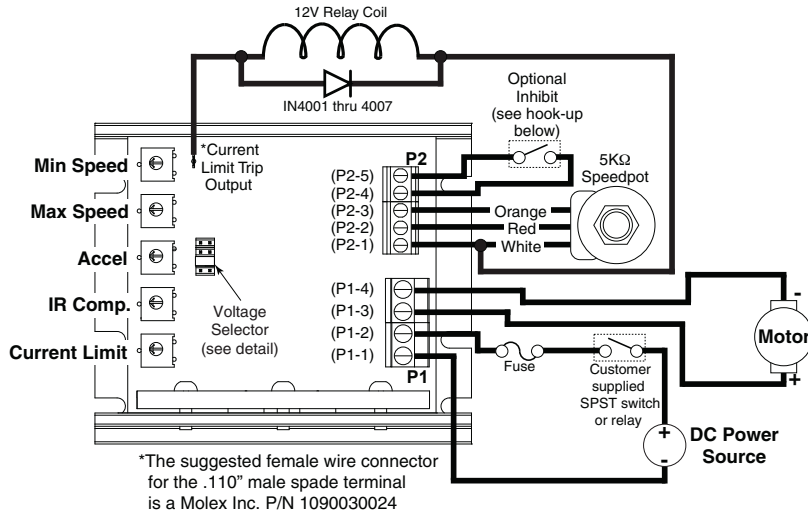 12V Relay Coil
IN4001 thru 4007
Optional
Inhibit
(see hook-up
below)
5KΩ
Speedpot
*Current
Limit Trip
Output
Min Speed
Max Speed
Accel
IR Comp.
Current Limit
Voltage
Selector
(see detail)
P2
(P2-5)
(P2-4)
(P2-3)
(P2-2)
(P2-1)
Orange
Red
White
(P1-4)
(P1-3)
(P1-2)
(P1-1)
P1
Fuse
Customer
supplied
SPST switch
or relay
-
Motor
+
+
-
DC Power
Source
*The suggested female wire connector
for the .110" male spade terminal
is a Molex Inc. P/N 1090030024